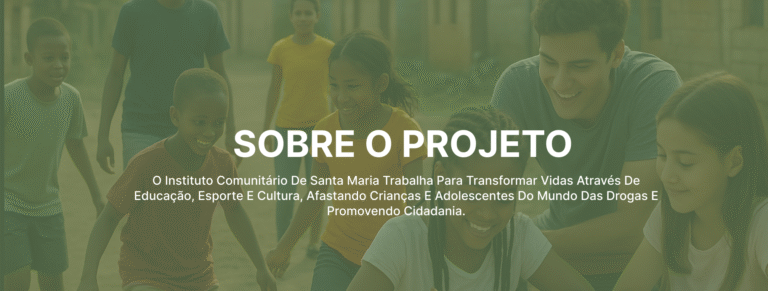 SOBRE O PROJETO
O Instituto Comunitário De Santa Maria Trabalha Para Transformar Vidas Através De
Educação, Esporte E Cultura, Afastando Crianças E Adolescentes Do Mundo Das Drogas E
Promovendo Cidadania.